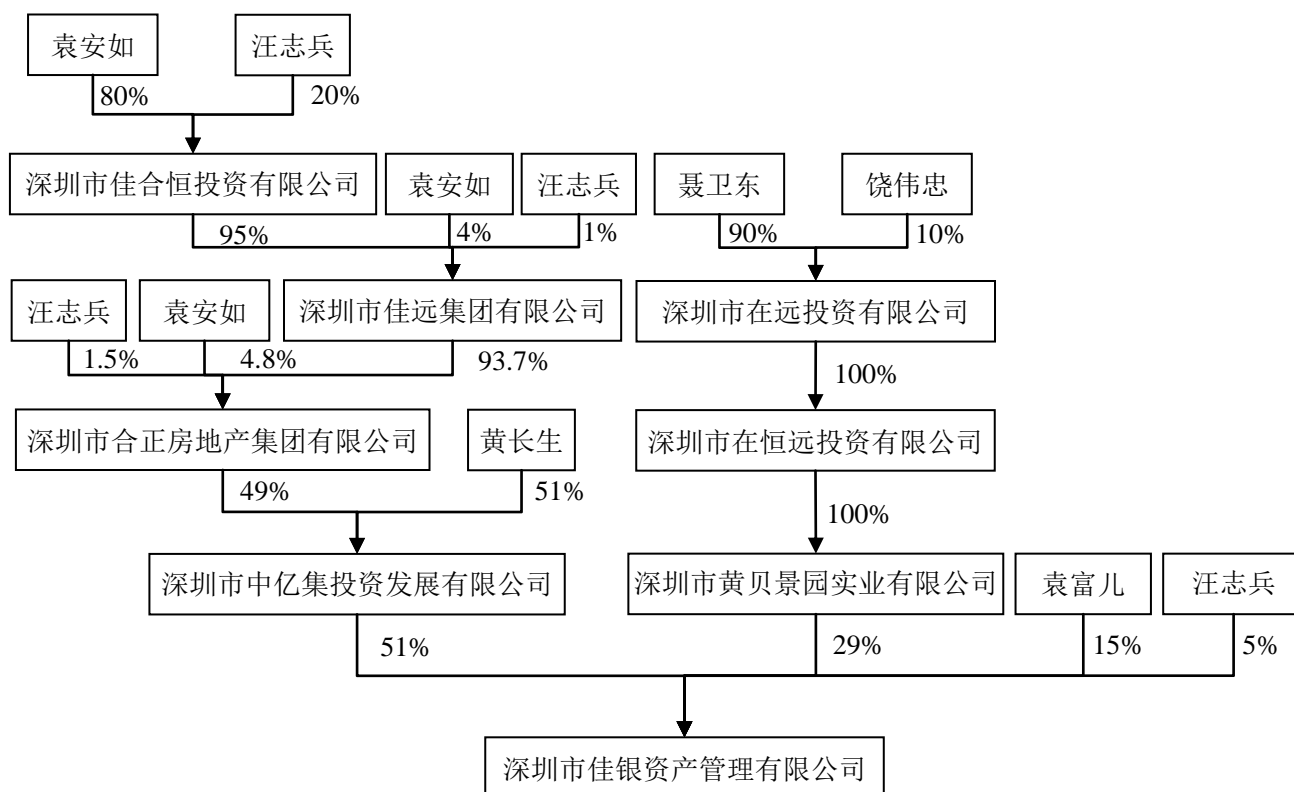 袁安如 汪志兵
80% 20%
深圳市佳合恒投资有限公司 袁安如 汪志兵 聂卫东 饶伟忠
95% 4% 1% 90% 10%
汪志兵 袁安如 深圳市佳远集团有限公司 深圳市在远投资有限公司
1.5% 4.8% 93.7% 100%
深圳市合正房地产集团有限公司 黄长生 深圳市在恒远投资有限公司
49% 51% 100%
深圳市中亿集投资发展有限公司 深圳市黄贝景园实业有限公司 袁富儿 汪志兵
51% 29% 15% 5%
深圳市佳银资产管理有限公司